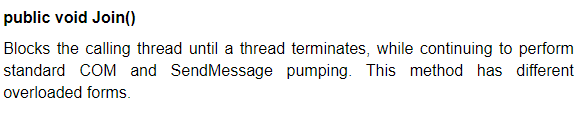 public void Join()
Blocks the calling thread until a thread terminates, while continuing to perform
standard COM and SendMessage pumping. This method has different
overloaded forms.